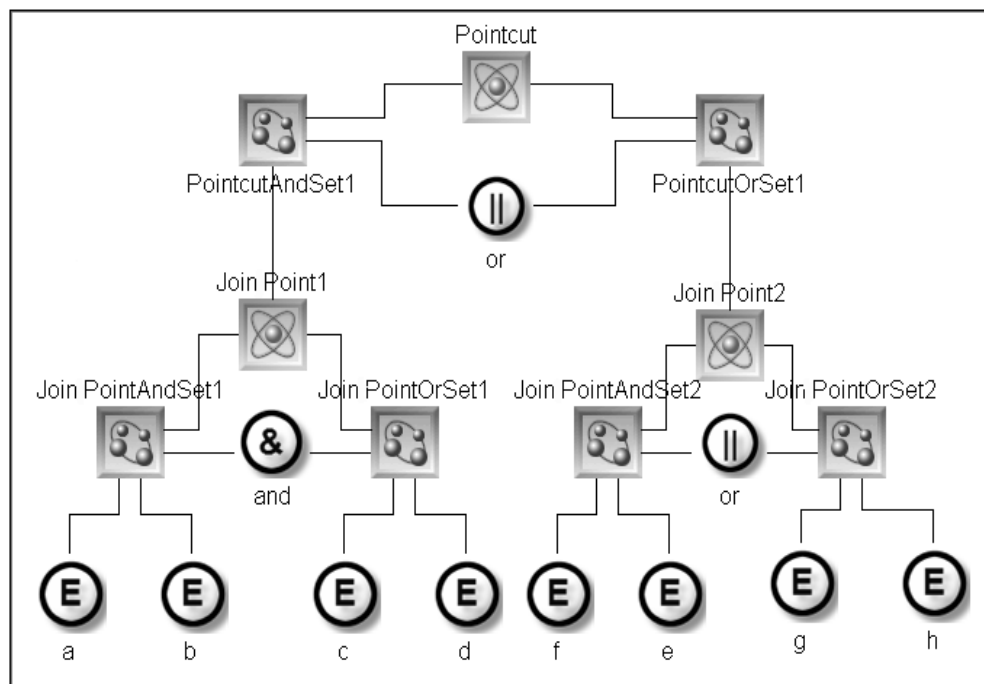 Pointcut
PointcutAndSet1
PointcutOrSet1
||
or
Join Point1
Join Point2
Join PointAndSet1
Join PointOrSet1
Join PointAndSet2
Join PointOrSet2
&
||
and
or
E E E E E E E E
a b c d f e g h